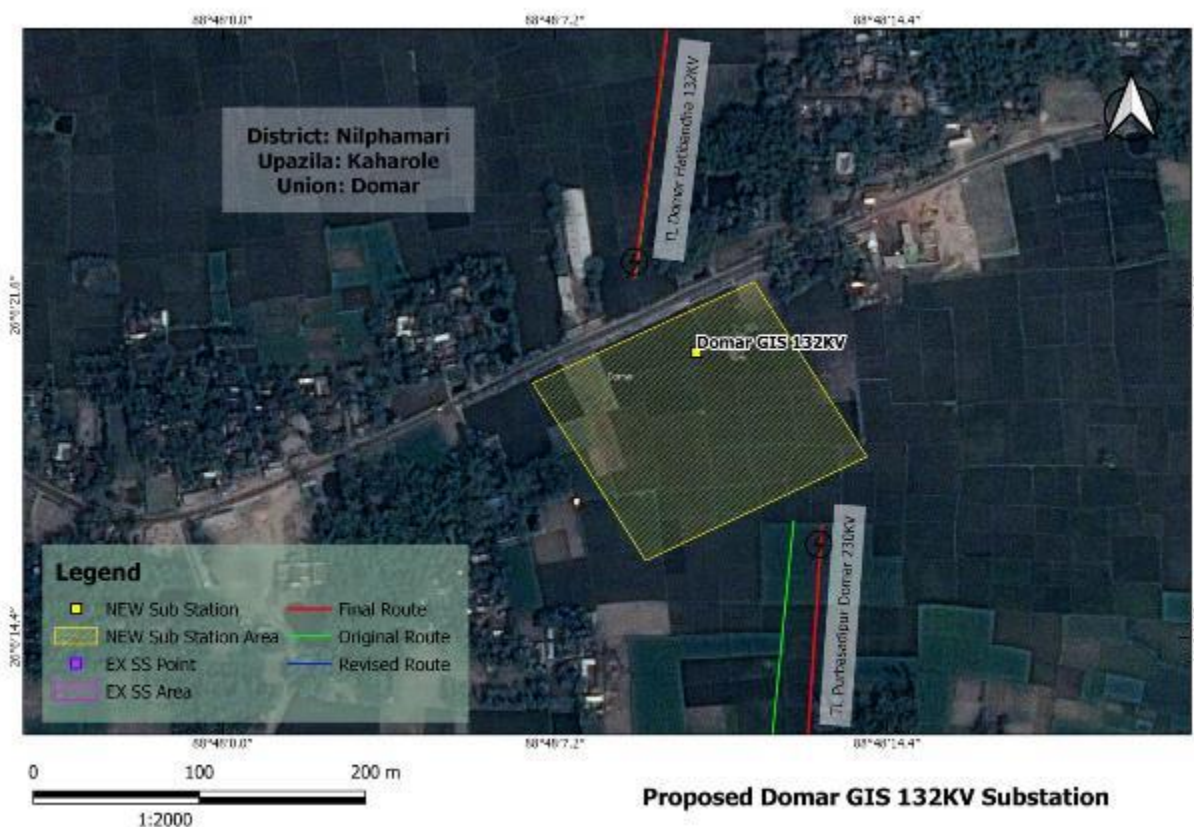 88°48'0.0"
88°48'7.2"
88°48'14.4"
District: Nilphamari
Upazila: Kaharole
Union: Domar
TL Domar Hatibandha 132KV
26°6'21.6"
Domar GIS 132KV
TL Purbasadipur Domar 230KV
26°6'14.4"
Legend
NEW Sub Station
NEW Sub Station Area
EX SS Point
EX SS Area
Final Route
Original Route
Revised Route
88°48'0.0"
88°48'7.2"
88°48'14.4"
0 100 200 m
1:2000
Proposed Domar GIS 132KV Substation